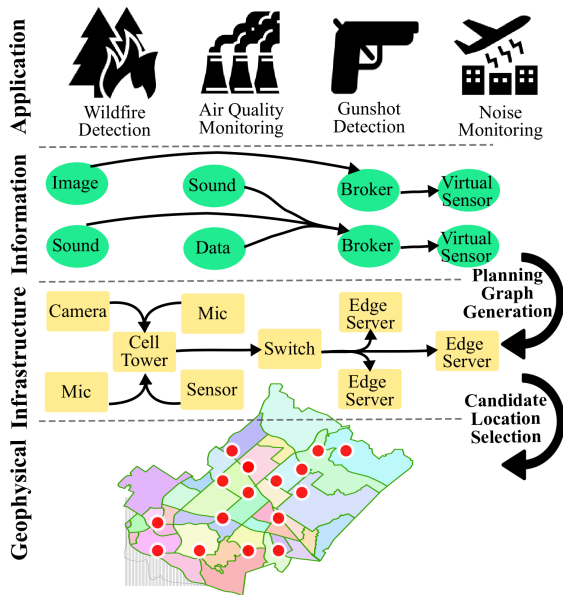 Application
Wildfire
Detection
Air Quality
Monitoring
Gunshot
Detection
Noise
Monitoring
Information
Image
Sound
Broker
Virtual
Sensor
Sound
Data
Broker
Virtual
Sensor
Planning
Graph
Generation
Infrastructure
Camera
Mic
Cell
Tower
Mic
Sensor
Switch
Edge
Server
Edge
Server
Edge
Server
Candidate
Location
Selection
Geophysical